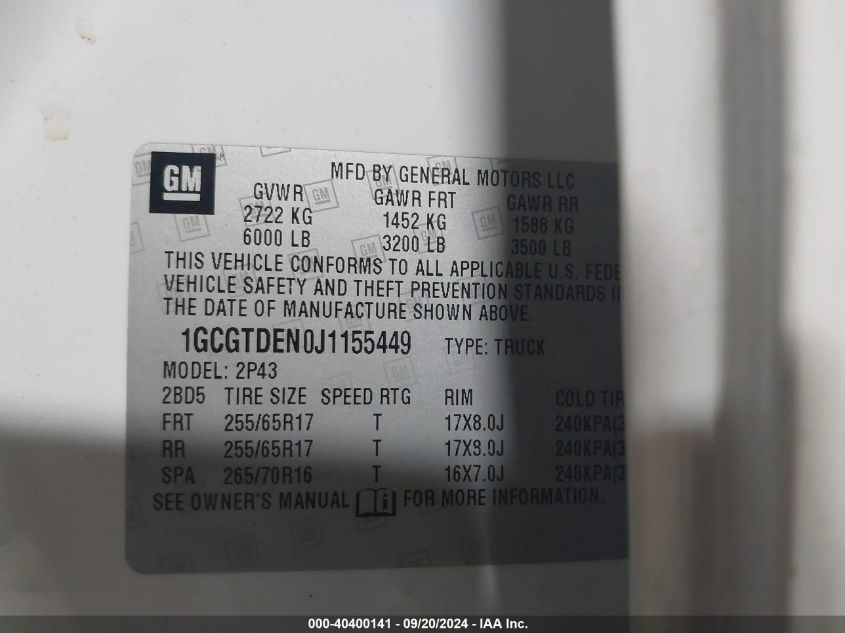 GM
MFD BY GENERAL MOTORS LLC
GVWR GAWR FRT GAWR RR
2722 KG 1452 KG 1588 KG
6000 LB 3200 LB 3500 LB
THIS VEHICLE CONFORMS TO ALL APPLICABLE U.S. FEDE
VEHICLE SAFETY AND THEFT PREVENTION STANDARDS I
THE DATE OF MANUFACTURE SHOWN ABOVE.
1GCGTDEN0J1155449 TYPE: TRUCK
MODEL: 2P43
2BD5 TIRE SIZE SPEED RTG RIM COLD TIR
FRT 255/65R17 T 17X8.0J 240KPA(3
RR 255/65R17 T 17X8.0J 240KPA(3
SPA 265/70R16 T 16X7.0J 240KPA(3
SEE OWNER'S MANUAL FOR MORE INFORMATION.
000-40400141 - 09/20/2024 - IAA Inc.